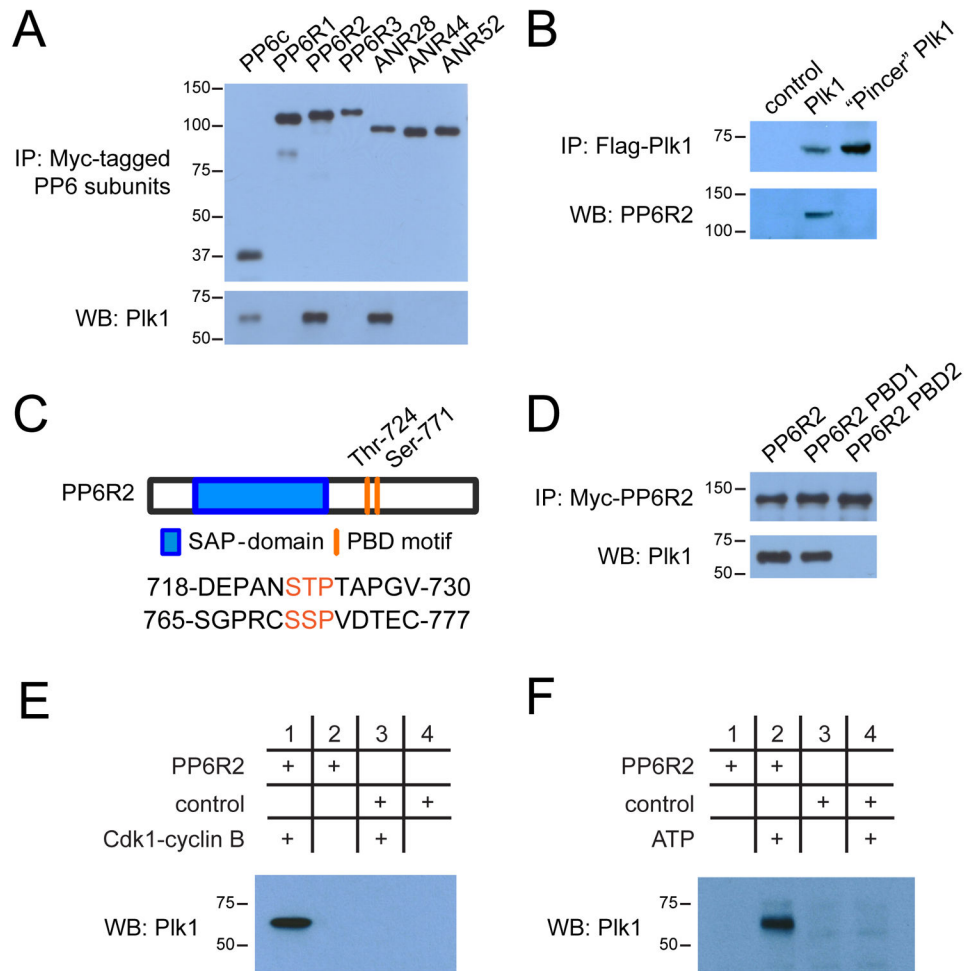 A
PP6c
PP6R1
PP6R2
PP6R3
ANR28
ANR44
ANR52
150
100
75
50
37
IP: Myc-tagged
PP6 subunits
75
50
WB: Plk1
B
control
Plk1
“Pincer” Plk1
75
IP: Flag-Plk1
150
100
WB: PP6R2
C
Thr-724
Ser-771
PP6R2
SAP-domain
PBD motif
718-DEPANSTPTAPGV-730
765-SGPRCSSPVDTEC-777
D
PP6R2
PP6R2 PBD1
PP6R2 PBD2
150
IP: Myc-PP6R2
75
50
WB: Plk1
E
1 2 3 4
PP6R2 + +
control + +
Cdk1-cyclin B + +
75
WB: Plk1
50
F
1 2 3 4
PP6R2 + +
control + +
ATP + +
75
WB: Plk1
50